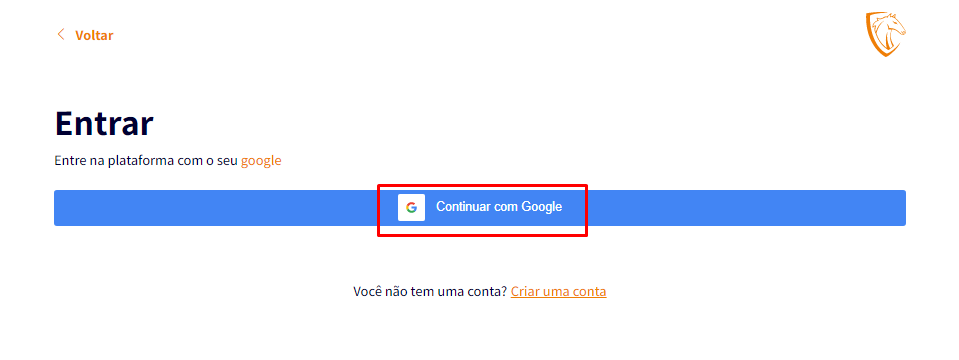 Voltar
Entrar
Entre na plataforma com o seu google
Continuar com Google
Você não tem uma conta? Criar uma conta